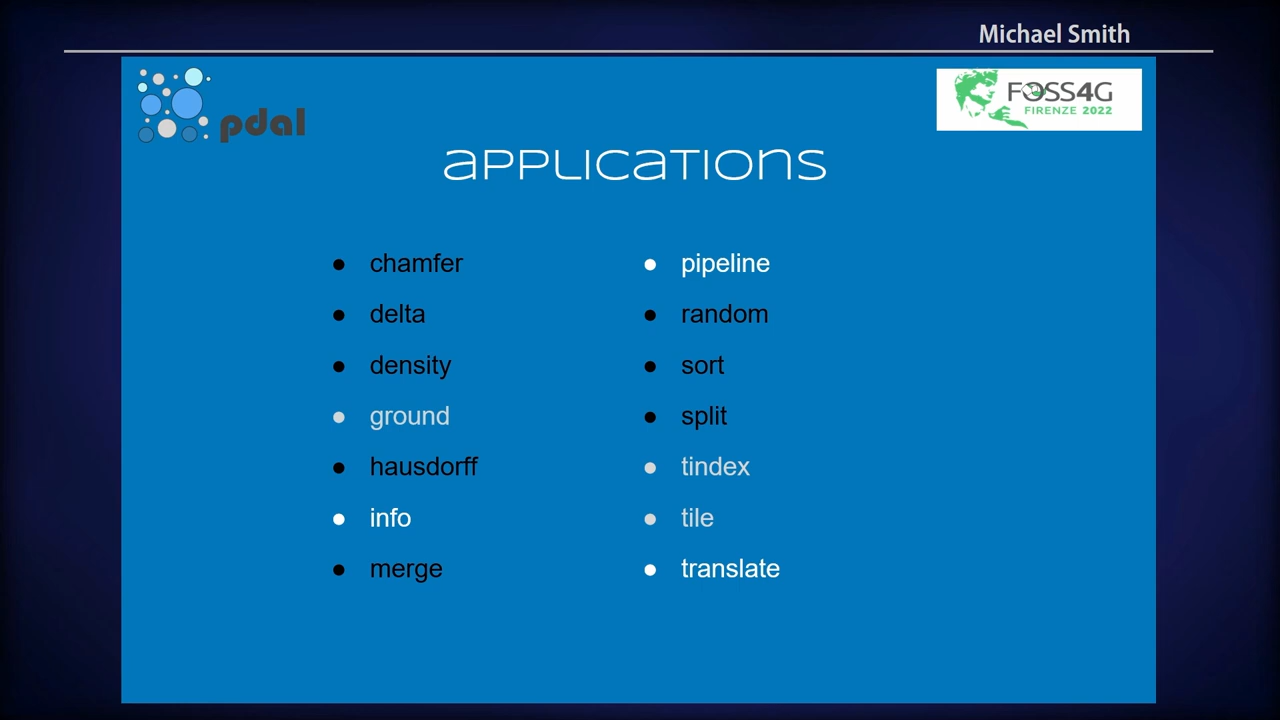 Michael Smith
pdal
FOSS4G
FIRENZE 2022
applications
• chamfer
• delta
• density
• ground
• hausdorff
• info
• merge
• pipeline
• random
• sort
• split
• tindex
• tile
• translate